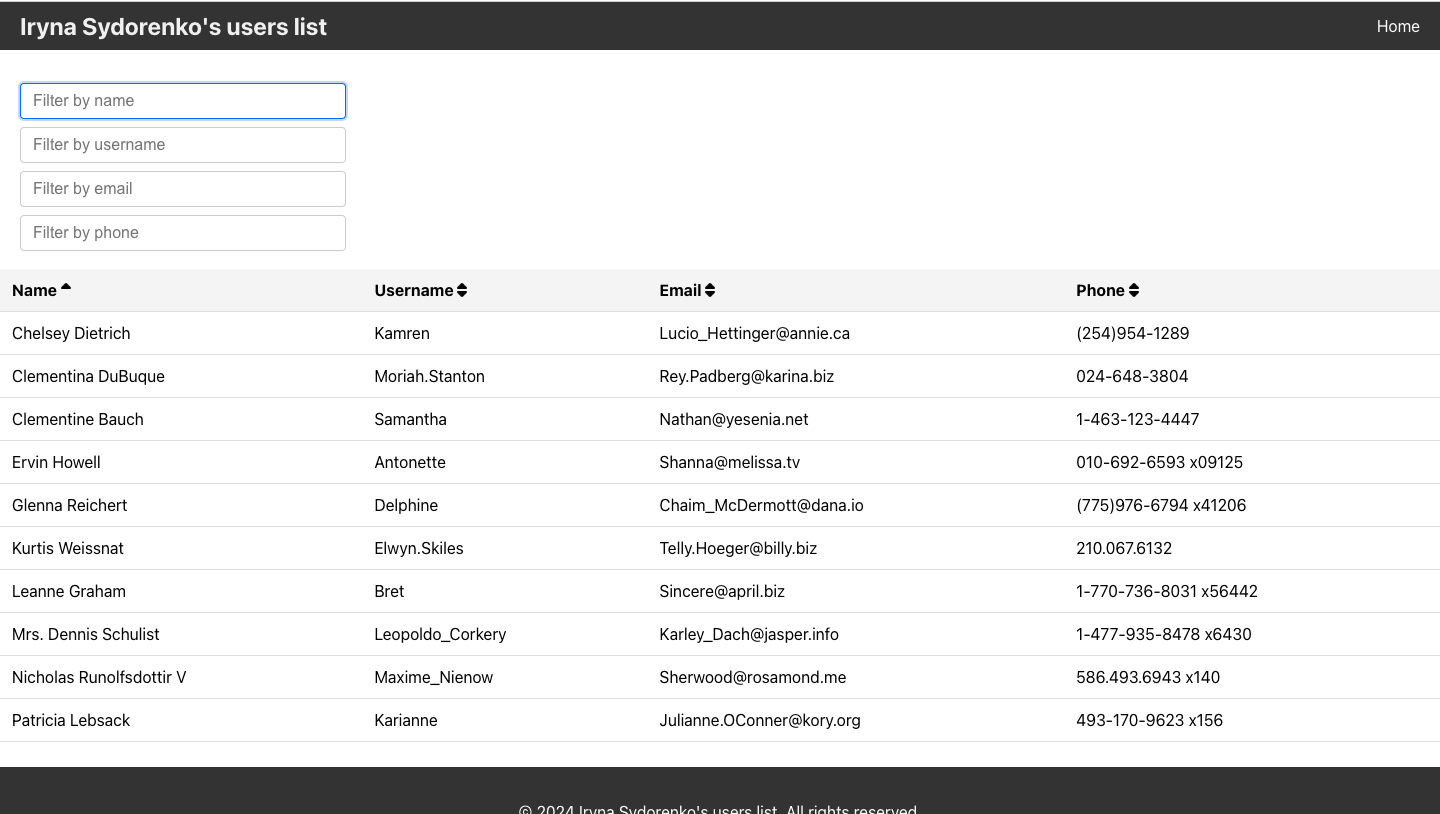 Iryna Sydorenko's users list Home
Filter by name
Filter by username
Filter by email
Filter by phone
Name Username Email Phone
Chelsey Dietrich Kamren Lucio_Hettinger@annie.ca (254)954-1289
Clementina DuBuque Moriah.Stanton Rey.Padberg@karina.biz 024-648-3804
Clementine Bauch Samantha Nathan@yesenia.net 1-463-123-4447
Ervin Howell Antonette Shanna@melissa.tv 010-692-6593 x09125
Glenna Reichert Delphine Chaim_McDermott@dana.io (775)976-6794 x41206
Kurtis Weissnat Elwyn.Skiles Telly.Hoeger@billy.biz 210.067.6132
Leanne Graham Bret Sincere@april.biz 1-770-736-8031 x56442
Mrs. Dennis Schulist Leopoldo_Corkery Karley_Dach@jasper.info 1-477-935-8478 x6430
Nicholas Runolfsdottir V Maxime_Nienow Sherwood@rosamond.me 586.493.6943 x140
Patricia Lebsack Karianne Julianne.OConner@kory.org 493-170-9623 x156
© 2024 Iryna Sydorenko's users list. All rights reserved.